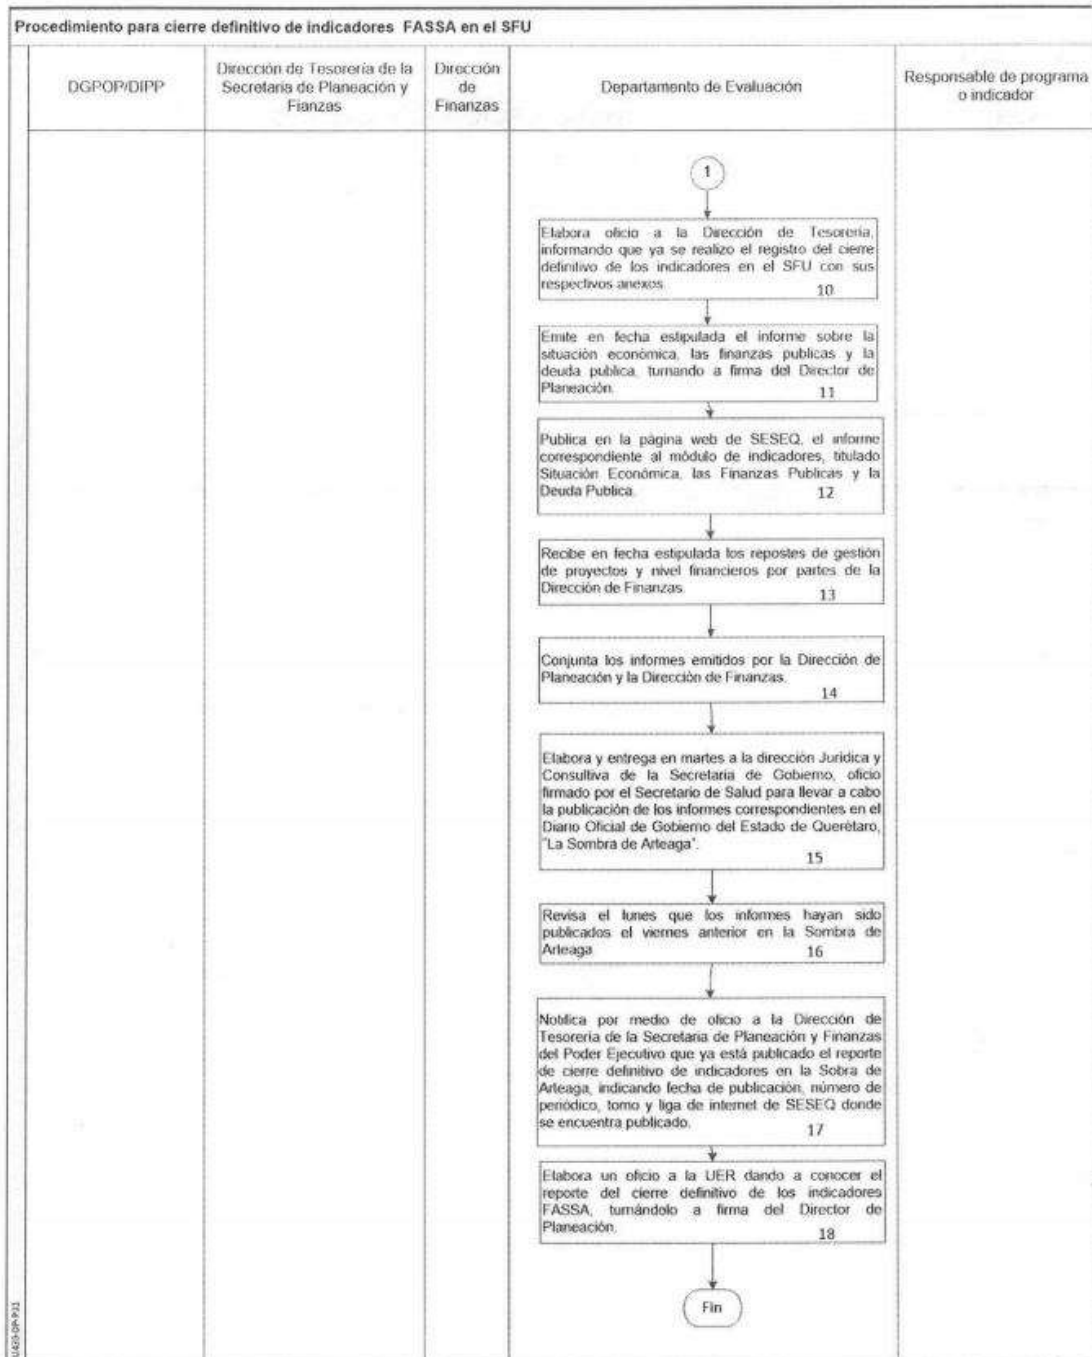 Procedimiento para cierre definitivo de indicadores FASSA en el SFU
DGPOP/DIPP
Dirección de Tesorería de la
Secretaria de Planeación y
Fianzas
Dirección
de
Finanzas
Departamento de Evaluación
Responsable de programa
o indicador
1
Elabora oficio a la Dirección de Tesorería,
informando que ya se realizo el registro del cierre
definitivo de los indicadores en el SFU con sus
respectivos anexos.
10
Emite en fecha estipulada el informe sobre la
situación económica, las finanzas publicas y la
deuda publica, turnando a firma del Director de
Planeación.
11
Publica en la página web de SESEQ, el informe
correspondiente al módulo de indicadores, titulado
Situación Económica, las Finanzas Publicas y la
Deuda Publica.
12
Recibe en fecha estipulada los repostes de gestión
de proyectos y nivel financieros por partes de la
Dirección de Finanzas.
13
Conjunta los informes emitidos por la Dirección de
Planeación y la Dirección de Finanzas.
14
Elabora y entrega en martes a la dirección Jurídica y
Consultiva de la Secretaria de Gobierno, oficio
firmado por el Secretario de Salud para llevar a cabo
la publicación de los informes correspondientes en el
Diario Oficial de Gobierno del Estado de Querétaro,
"La Sombra de Arteaga".
15
Revisa el lunes que los informes hayan sido
publicados el viernes anterior en la Sombra de
Arteaga
16
Notifica por medio de oficio a la Dirección de
Tesorería de la Secretaria de Planeación y Finanzas
del Poder Ejecutivo que ya está publicado el reporte
de cierre definitivo de indicadores en la Sobra de
Arteaga, indicando fecha de publicación, número de
periódico, tomo y liga de internet de SESEQ donde
se encuentra publicado.
17
Elabora un oficio a la UER dando a conocer el
reporte del cierre definitivo de los indicadores
FASSA, turnándolo a firma del Director de
Planeación.
18
Fin